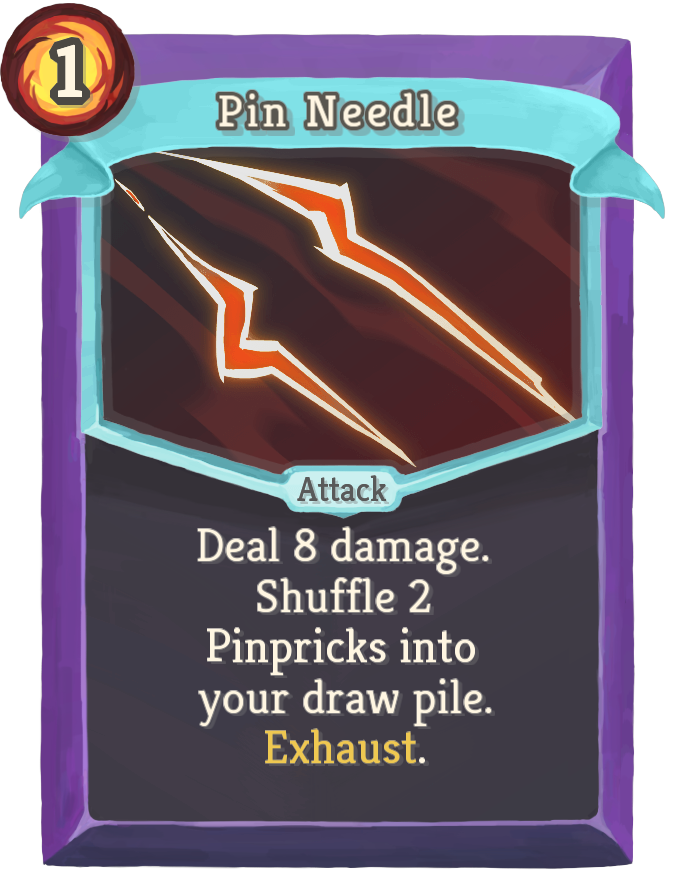 1
Pin Needle
Attack
Deal 8 damage.
Shuffle 2
Pinpricks into
your draw pile.
Exhaust.